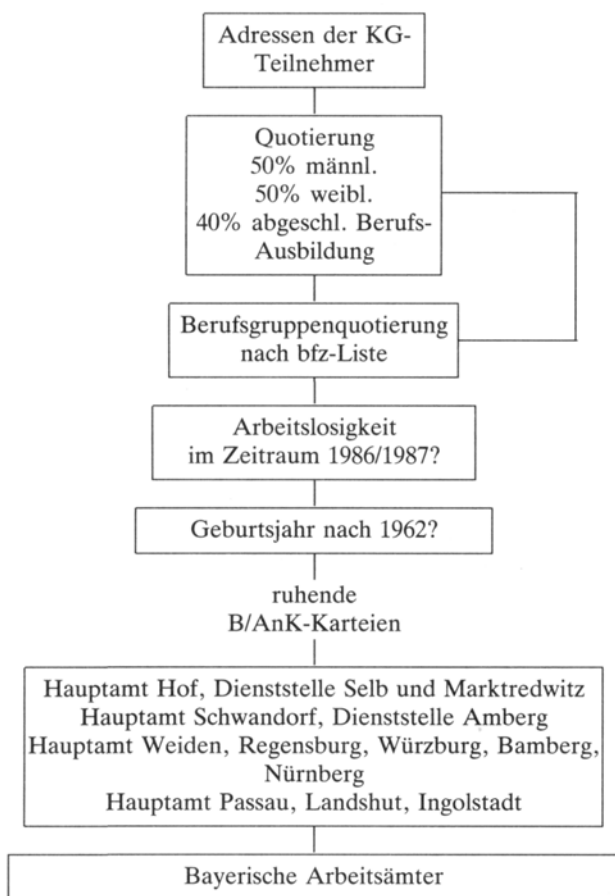 Adressen der KG-
Teilnehmer
Quotierung
50% männl.
50% weibl.
40% abgeschl. Berufs-
Ausbildung
Berufsgruppenquotierung
nach bfz-Liste
Arbeitslosigkeit
im Zeitraum 1986/1987?
Geburtsjahr nach 1962?
ruhende
B/AnK-Karteien
Hauptamt Hof, Dienststelle Selb und Marktredwitz
Hauptamt Schwandorf, Dienststelle Amberg
Hauptamt Weiden, Regensburg, Würzburg, Bamberg,
Nürnberg
Hauptamt Passau, Landshut, Ingolstadt
Bayerische Arbeitsämter